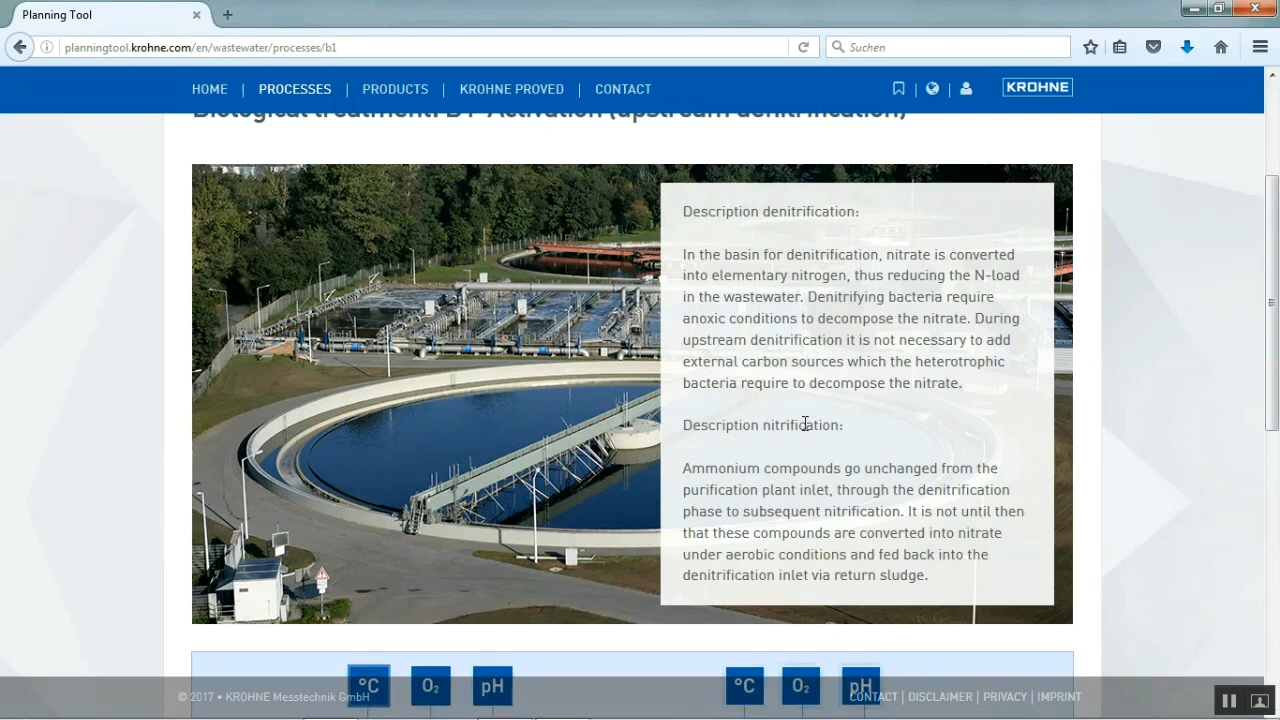 Planning Tool
planningtool.krohne.com/en/wastewater/processes/b1
Suchen
HOME | PROCESSES | PRODUCTS | KROHNE PROVED | CONTACT
KROHNE
Biological treatment: B1 Activation (upstream denitrification)
Description denitrification:
In the basin for denitrification, nitrate is converted
into elementary nitrogen, thus reducing the N-load
in the wastewater. Denitrifying bacteria require
anoxic conditions to decompose the nitrate. During
upstream denitrification it is not necessary to add
external carbon sources which the heterotrophic
bacteria require to decompose the nitrate.
Description nitrification:
Ammonium compounds go unchanged from the
purification plant inlet, through the denitrification
phase to subsequent nitrification. It is not until then
that these compounds are converted into nitrate
under aerobic conditions and fed back into the
denitrification inlet via return sludge.
°C O₂ pH °C O₂ pH
© 2017 • KROHNE Messtechnik GmbH CONTACT | DISCLAIMER | PRIVACY | IMPRINT